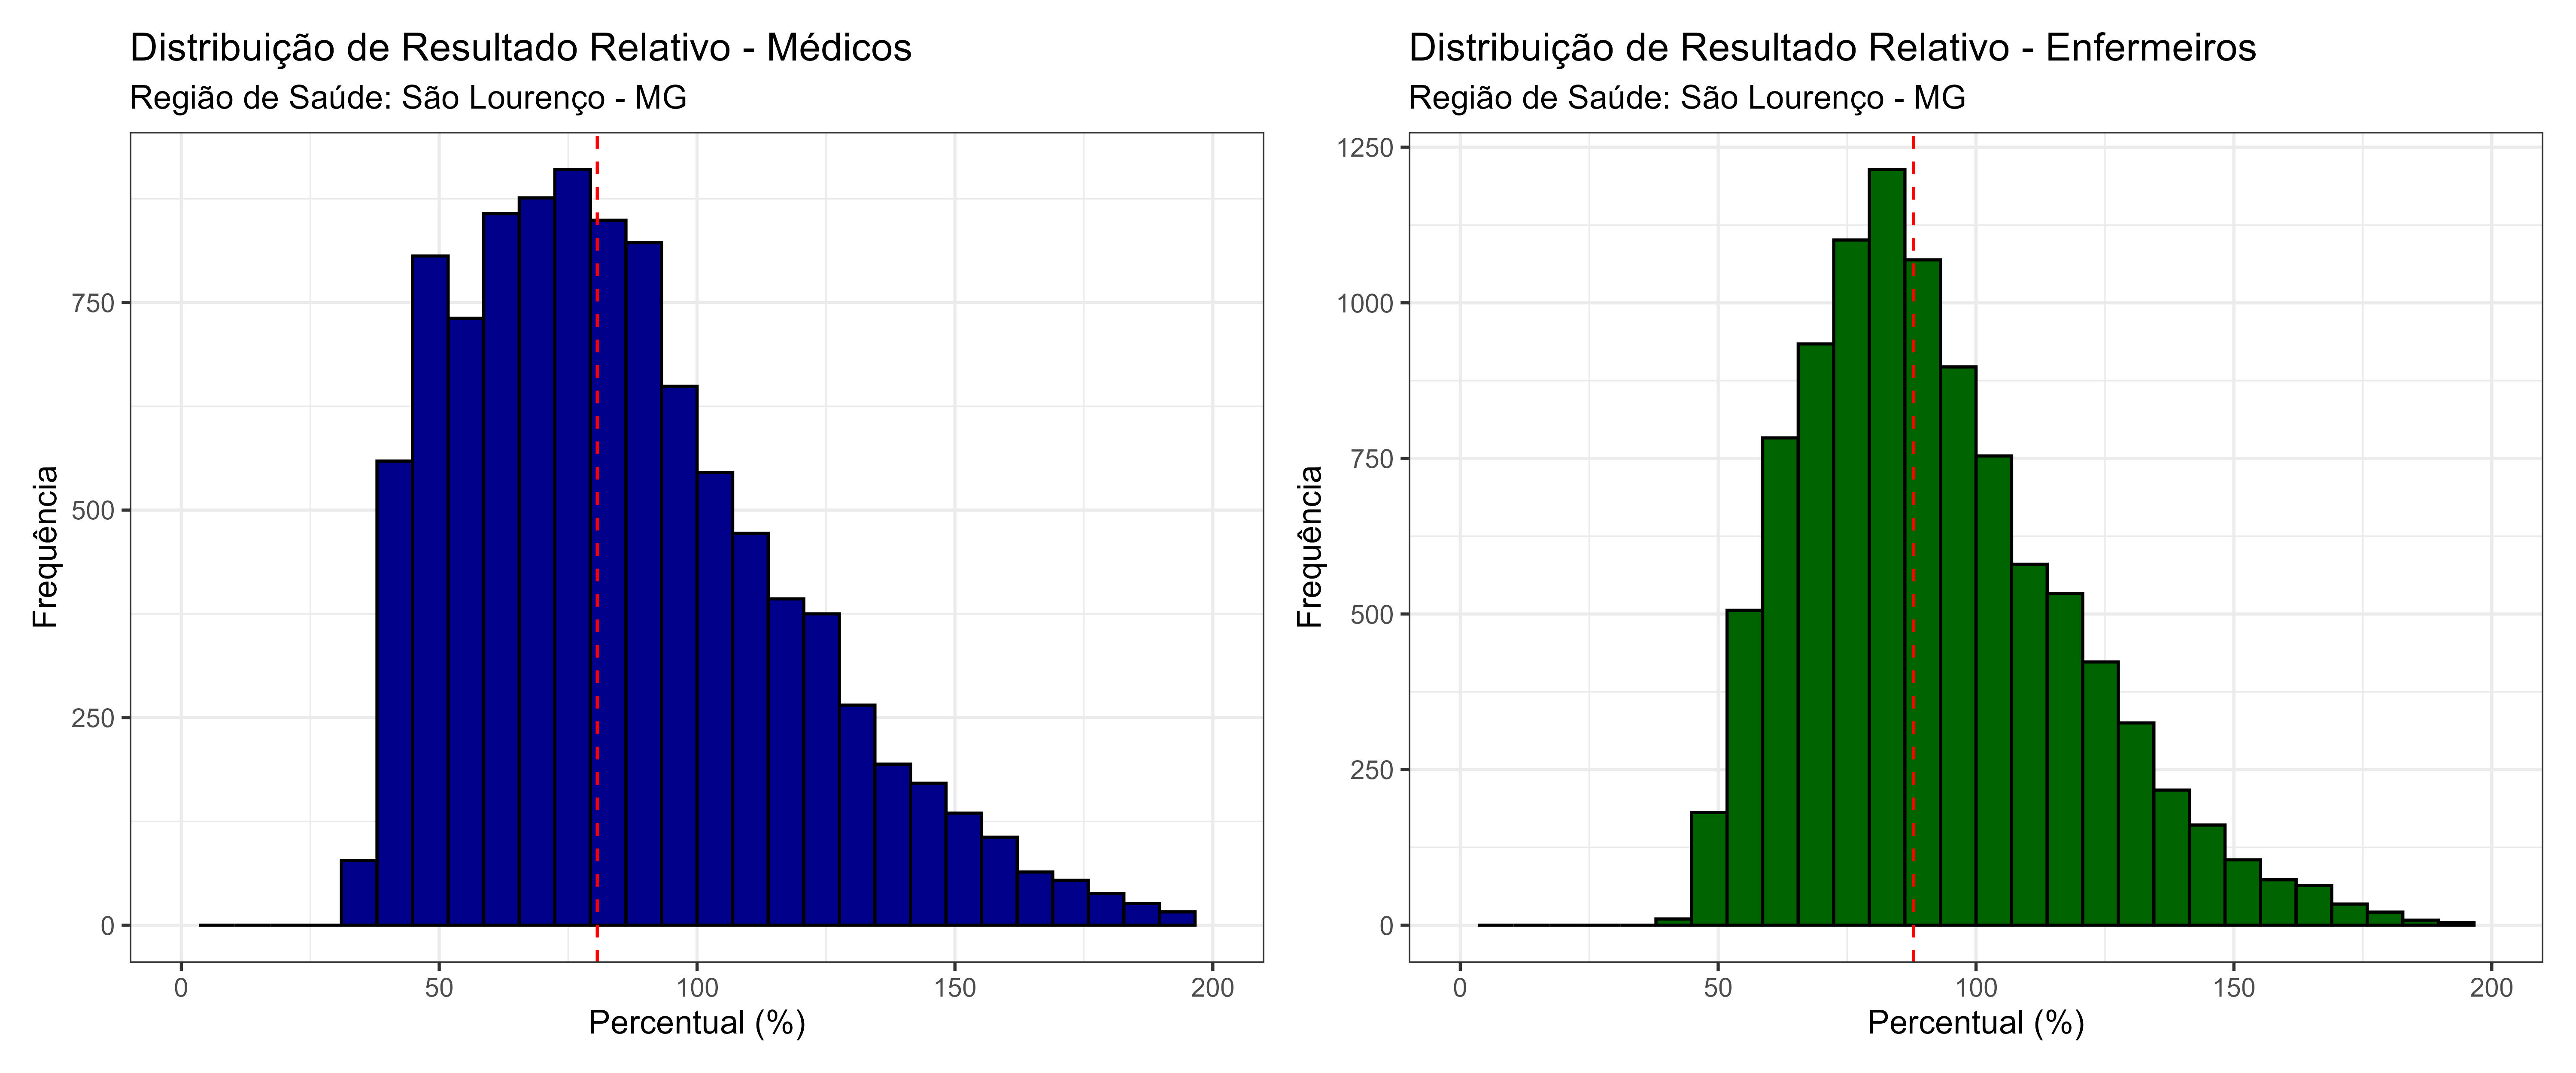 Distribuição de Resultado Relativo - Médicos
Região de Saúde: São Lourenço - MG
Frequência
750
500
250
0
0 50 100 150 200
Percentual (%)
Distribuição de Resultado Relativo - Enfermeiros
Região de Saúde: São Lourenço - MG
Frequência
1250
1000
750
500
250
0
0 50 100 150 200
Percentual (%)